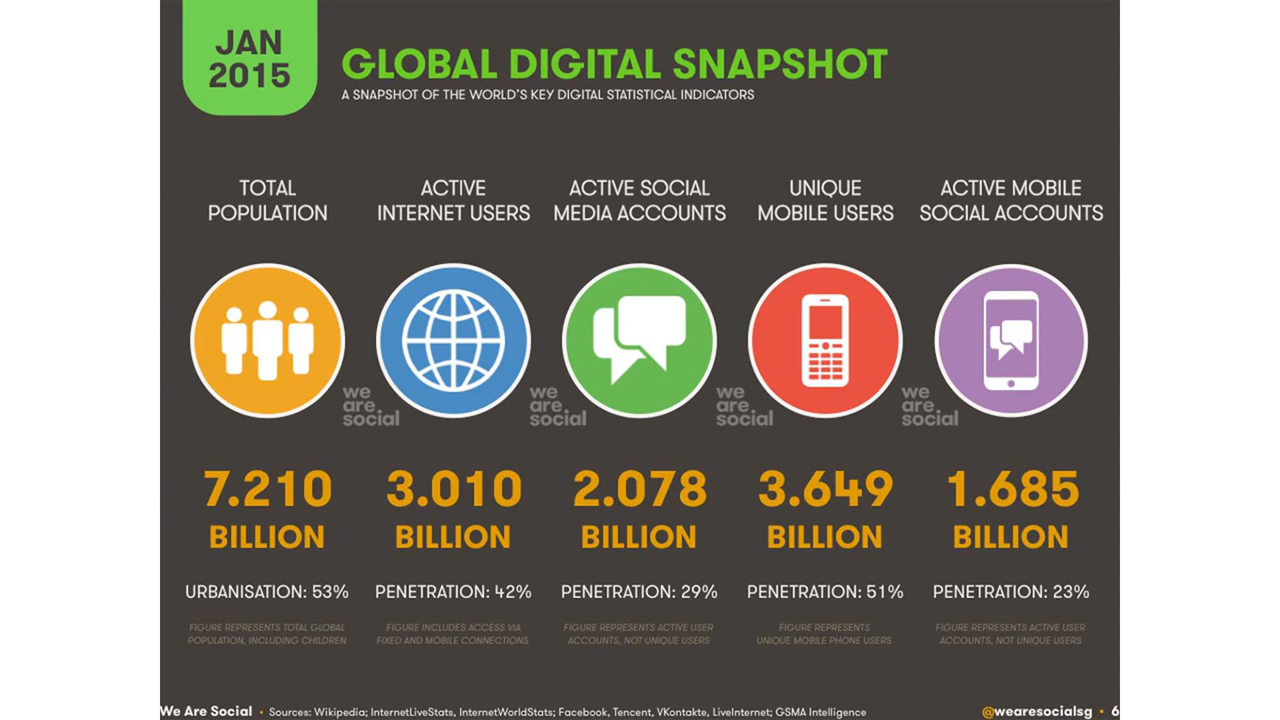 JAN
2015
GLOBAL DIGITAL SNAPSHOT
A SNAPSHOT OF THE WORLD'S KEY DIGITAL STATISTICAL INDICATORS
TOTAL
POPULATION
ACTIVE
INTERNET USERS
ACTIVE SOCIAL
MEDIA ACCOUNTS
UNIQUE
MOBILE USERS
ACTIVE MOBILE
SOCIAL ACCOUNTS
we
are
social
we
are
social
we
are
social
we
are
social
7.210
BILLION
3.010
BILLION
2.078
BILLION
3.649
BILLION
1.685
BILLION
URBANISATION: 53%
PENETRATION: 42%
PENETRATION: 29%
PENETRATION: 51%
PENETRATION: 23%
FIGURE REPRESENTS TOTAL GLOBAL
POPULATION, INCLUDING CHILDREN
FIGURE INCLUDES ACCESS VIA
FIXED AND MOBILE CONNECTIONS
FIGURE REPRESENTS ACTIVE USER
ACCOUNTS, NOT UNIQUE USERS
FIGURE REPRESENTS
UNIQUE MOBILE PHONE USERS
FIGURE REPRESENTS ACTIVE USER
ACCOUNTS, NOT UNIQUE USERS
We Are Social • Sources: Wikipedia; InternetLiveStats, InternetWorldStats; Facebook, Tencent, VKontakte, LiveInternet; GSMA Intelligence
@wearesocialsg • 6